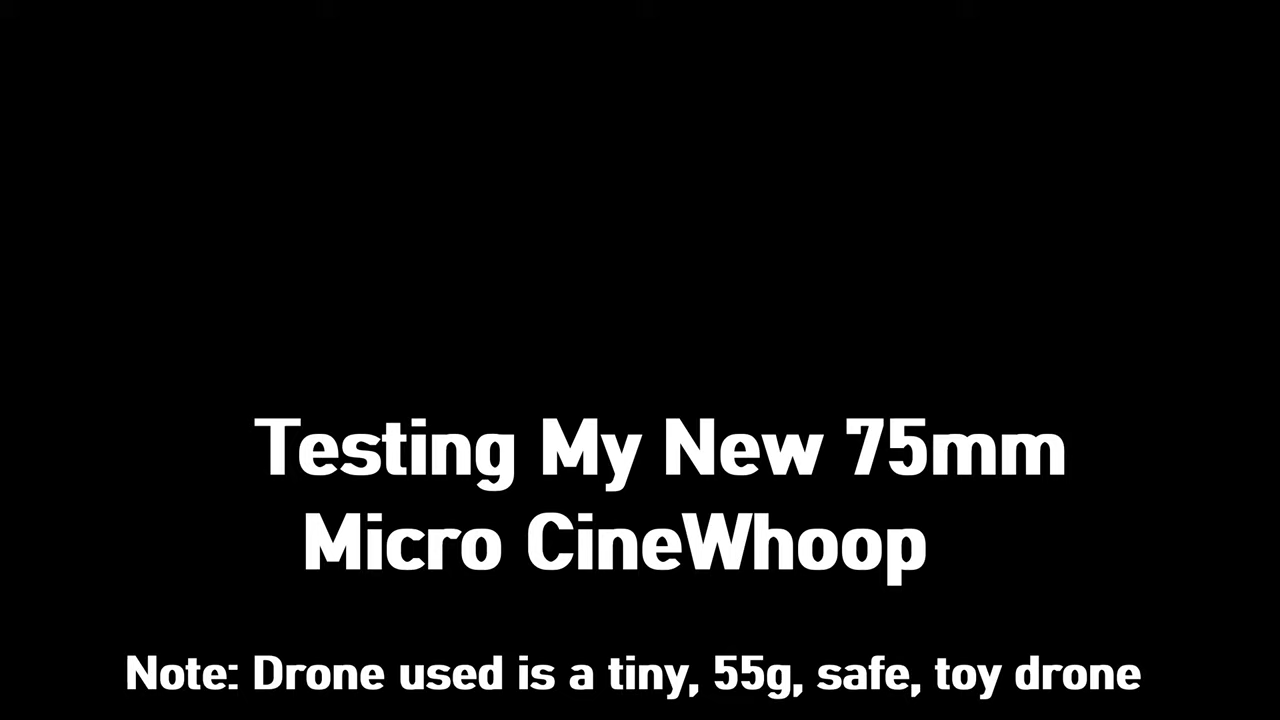 Testing My New 75mm
Micro CineWhoop
Note: Drone used is a tiny, 55g, safe, toy drone